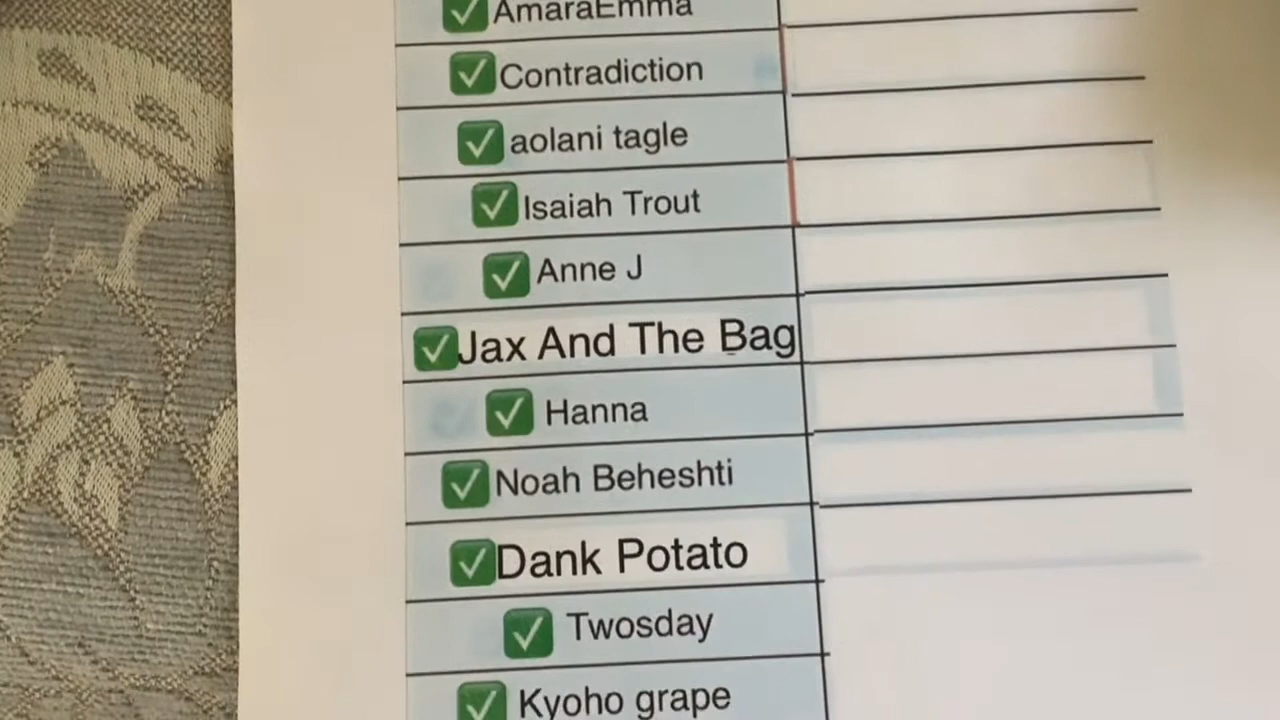 ✅ AmaraEmma
✅ Contradiction
✅ aolani tagle
✅ Isaiah Trout
✅ Anne J
✅ Jax And The Bag
✅ Hanna
✅ Noah Beheshti
✅ Dank Potato
✅ Twosday
✅ Kyoho grape